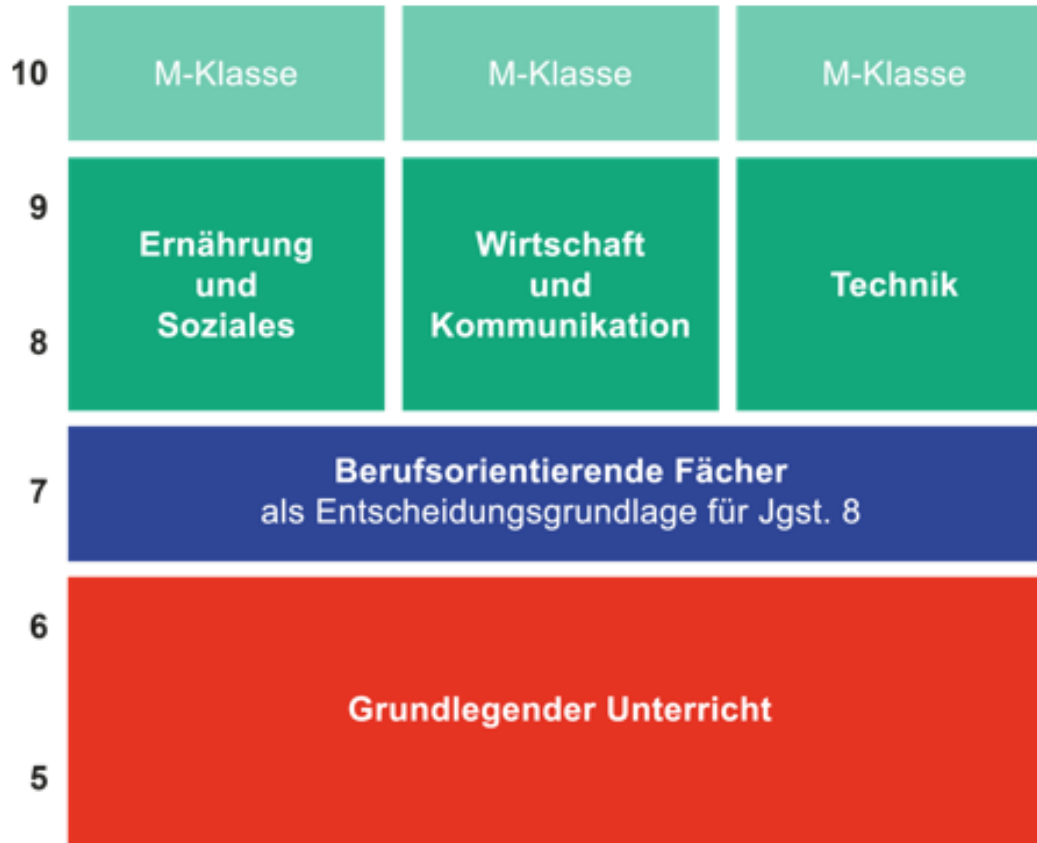 10
M-Klasse
M-Klasse
M-Klasse
9
8
Ernährung
und
Soziales
Wirtschaft
und
Kommunikation
Technik
7
Berufsorientierende Fächer
als Entscheidungsgrundlage für Jgst. 8
6
5
Grundlegender Unterricht